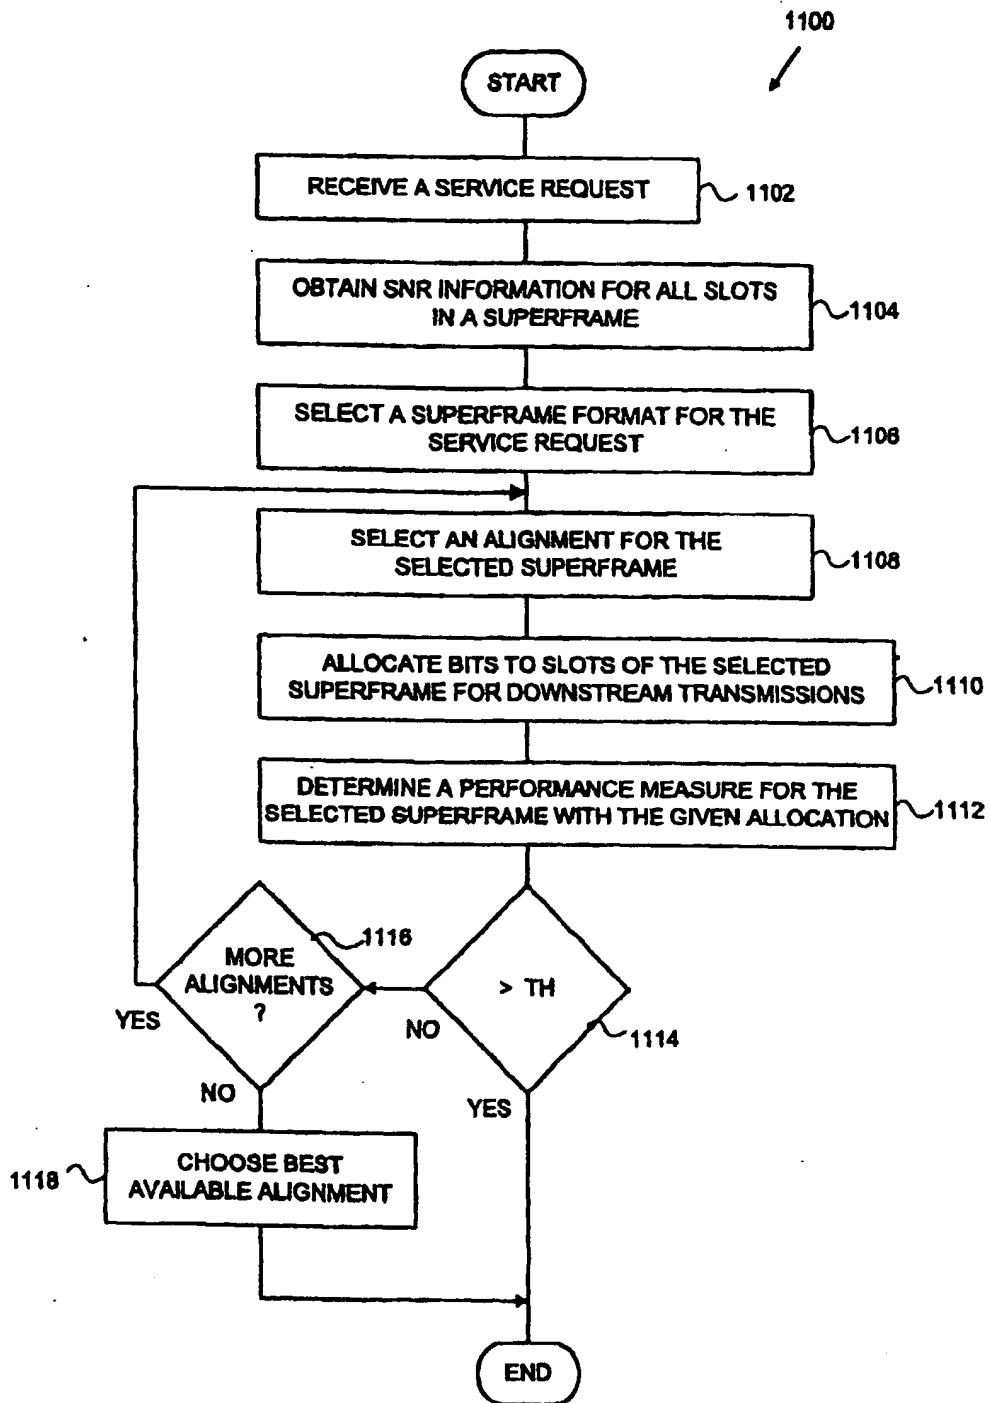 1100
START
RECEIVE A SERVICE REQUEST
1102
OBTAIN SNR INFORMATION FOR ALL SLOTS
IN A SUPERFRAME
1104
SELECT A SUPERFRAME FORMAT FOR THE
SERVICE REQUEST
1106
SELECT AN ALIGNMENT FOR THE
SELECTED SUPERFRAME
1108
ALLOCATE BITS TO SLOTS OF THE SELECTED
SUPERFRAME FOR DOWNSTREAM TRANSMISSIONS
1110
DETERMINE A PERFORMANCE MEASURE FOR THE
SELECTED SUPERFRAME WITH THE GIVEN ALLOCATION
1112
MORE
ALIGNMENTS
?
1116
> TH
1114
YES
NO
NO
YES
CHOOSE BEST
AVAILABLE ALIGNMENT
1118
END